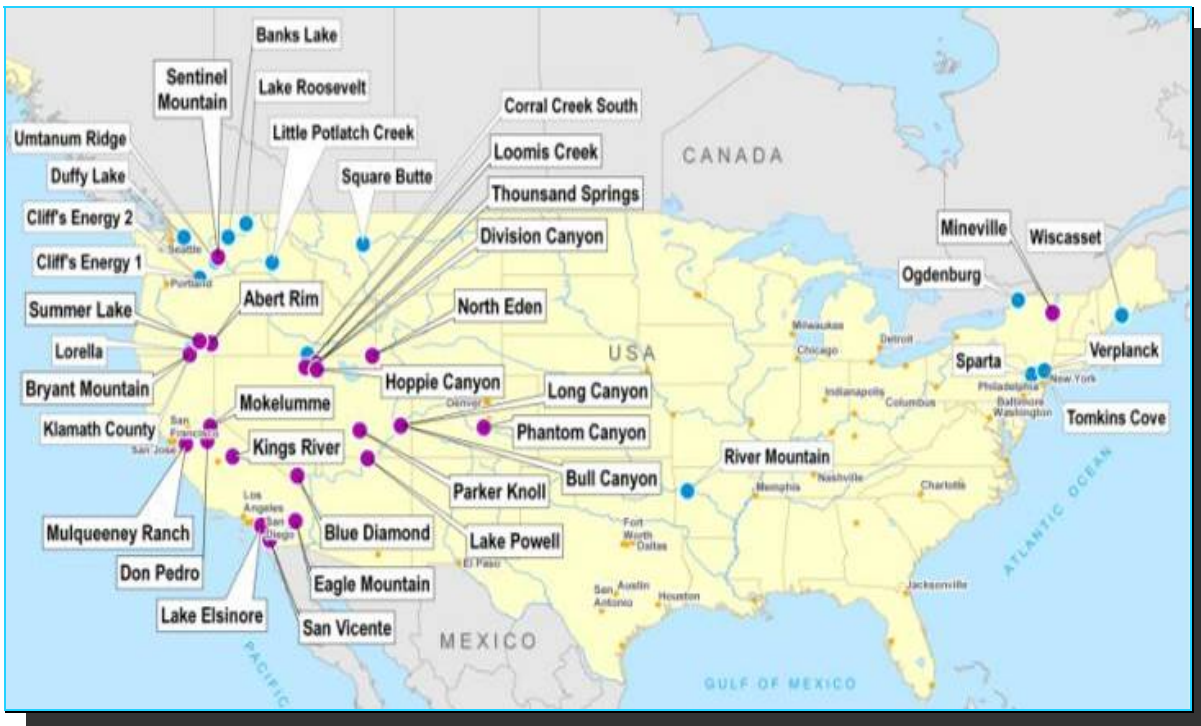 Banks Lake
Sentinel
Mountain
Lake Roosevelt
Corral Creek South
Umtanum Ridge
Little Potlatch Creek
Loomis Creek
CANADA
Duffy Lake
Square Butte
Thounsand Springs
Cliff's Energy 2
Division Canyon
Mineville
Wiscasset
Seattle
Cliff's Energy 1
Ogdenburg
Portland
Abert Rim
Summer Lake
North Eden
Milwaukee
Lorella
USA
Chicago
Detroit
Sparta
Verplanck
Bryant Mountain
Hoppie Canyon
Long Canyon
New York
Philadelphia
Mokelumme
Denver
Indianapolis
Columbus
Baltimore
Washington
Klamath County
San
Francisco
Phantom Canyon
Tomkins Cove
San Jose
Kings River
River Mountain
Bull Canyon
Parker Knoll
Memphis
Nashville
Charlotte
Los
Angeles
San
Diego
Mulqueeney Ranch
Blue Diamond
Lake Powell
Fort
Worth
Dallas
ATLANTIC OCEAN
Don Pedro
Eagle Mountain
El Paso
San
Antonio
Austin
Houston
Jacksonville
Lake Elsinore
San Vicente
MEXICO
PACIFIC
GULF OF MEXICO